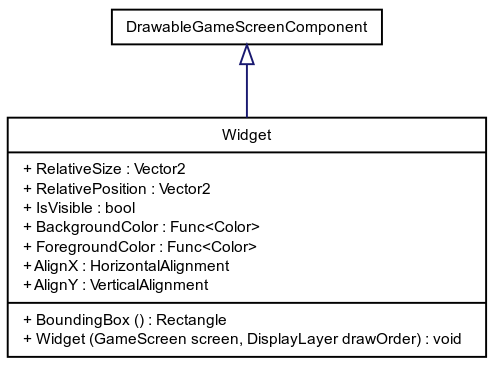 DrawableGameScreenComponent
Widget
+ RelativeSize : Vector2
+ RelativePosition : Vector2
+ IsVisible : bool
+ BackgroundColor : Func<Color>
+ ForegroundColor : Func<Color>
+ AlignX : HorizontalAlignment
+ AlignY : VerticalAlignment
+ BoundingBox () : Rectangle
+ Widget (GameScreen screen, DisplayLayer drawOrder) : void